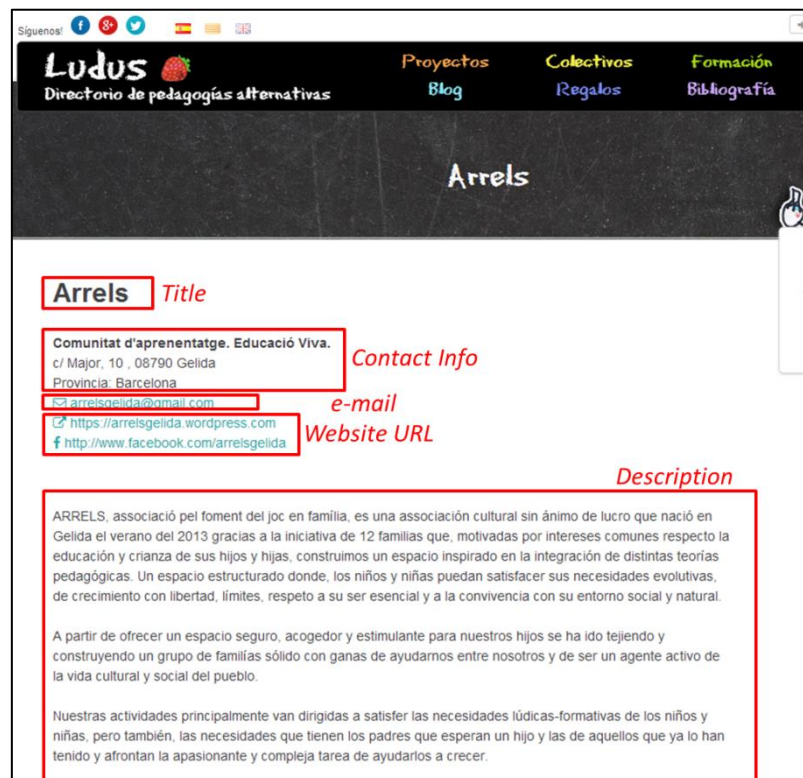 Síguenos!
Ludus
Directorio de pedagogías alternativas
Proyectos Colectivos Formación
Blog Regalos Bibliografía
Arrels
Arrels Title
Comunitat d'aprenentatge. Educació Viva.
c/ Major, 10 , 08790 Gelida
Provincia: Barcelona
Contact Info
arrelsgelida@gmail.com e-mail
https://arrelsgelida.wordpress.com
http://www.facebook.com/arrelsgelida
Website URL
Description
ARRELS, associació pel foment del joc en família, es una asociación cultural sin ánimo de lucro que nació en
Gelida el verano del 2013 gracias a la iniciativa de 12 familias que, motivadas por intereses comunes respecto la
educación y crianza de sus hijos y hijas, construimos un espacio inspirado en la integración de distintas teorías
pedagógicas. Un espacio estructurado donde, los niños y niñas puedan satisfacer sus necesidades evolutivas,
de crecimiento con libertad, límites, respeto a su ser esencial y a la convivencia con su entorno social y natural.
A partir de ofrecer un espacio seguro, acogedor y estimulante para nuestros hijos se ha ido tejiendo y
construyendo un grupo de familías sólido con ganas de ayudarnos entre nosotros y de ser un agente activo de
la vida cultural y social del pueblo.
Nuestras actividades principalmente van dirigidas a satisfer las necesidades lúdicas-formativas de los niños y
niñas, pero también, las necesidades que tienen los padres que esperan un hijo y las de aquellos que ya lo han
tenido y afrontan la apasionante y compleja tarea de ayudarlos a crecer.